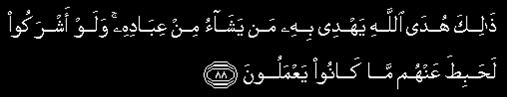 ذَٰلِكَ هُدَى ٱللَّهِ يَهْدِى بِهِۦ مَن يَشَآءُ مِنْ عِبَادِهِۦ ۚ وَلَوْ أَشْرَكُوا۟
لَحَبِطَ عَنْهُم مَّا كَانُوا۟ يَعْمَلُونَ ٨٨